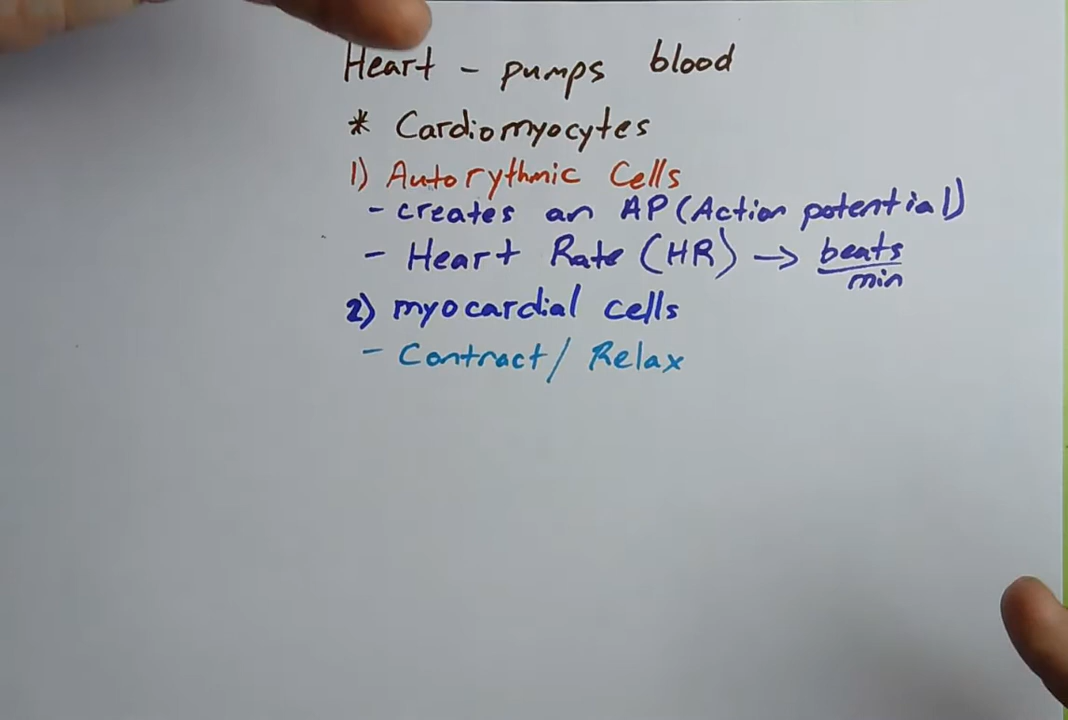 Heart - pumps blood
* Cardiomyocytes
1) Autorythmic Cells
- creates an AP (Action potential)
- Heart Rate (HR) → beats/min
2) myocardial cells
- Contract / Relax